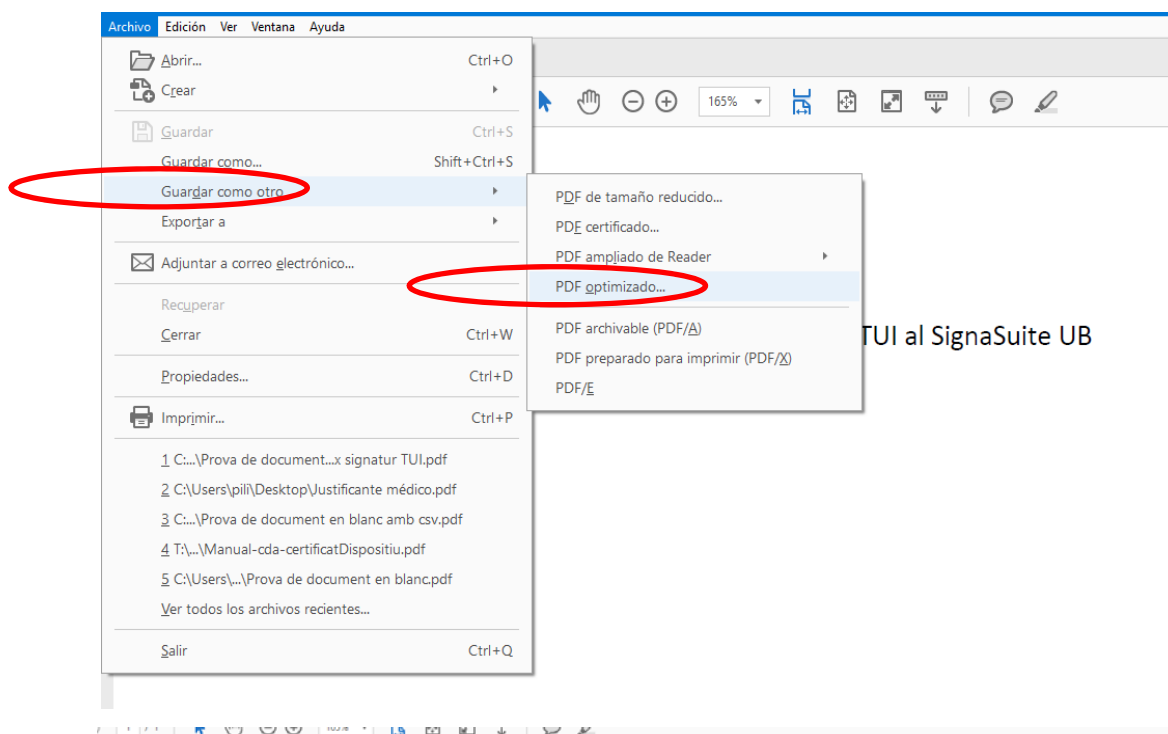 Archivo Edición Ver Ventana Ayuda
Abrir... Ctrl+O
Crear
165%
Guardar Ctrl+S
Guardar como... Shift+Ctrl+S
Guardar como otro
Exportar a
Adjuntar a correo electrónico...
Recuperar
Cerrar Ctrl+W
Propiedades... Ctrl+D
Imprimir... Ctrl+P
1 C:...\Prova de document...x signatur TUI.pdf
2 C:\Users\pili\Desktop\Justificante médico.pdf
3 C:...\Prova de document en blanc amb csv.pdf
4 T:\...\Manual-cda-certificatDispositiu.pdf
5 C:\Users\...\Prova de document en blanc.pdf
Ver todos los archivos recientes...
Salir Ctrl+Q
PDF de tamaño reducido...
PDF certificado...
PDF ampliado de Reader
PDF optimizado...
PDF archivable (PDF/A)
PDF preparado para imprimir (PDF/X)
PDF/E
TUI al SignaSuite UB